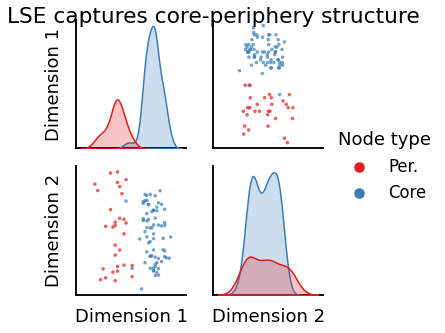 LSE captures core-periphery structure
Dimension 1
Node type
Per.
Core
Dimension 2
Dimension 1
Dimension 2